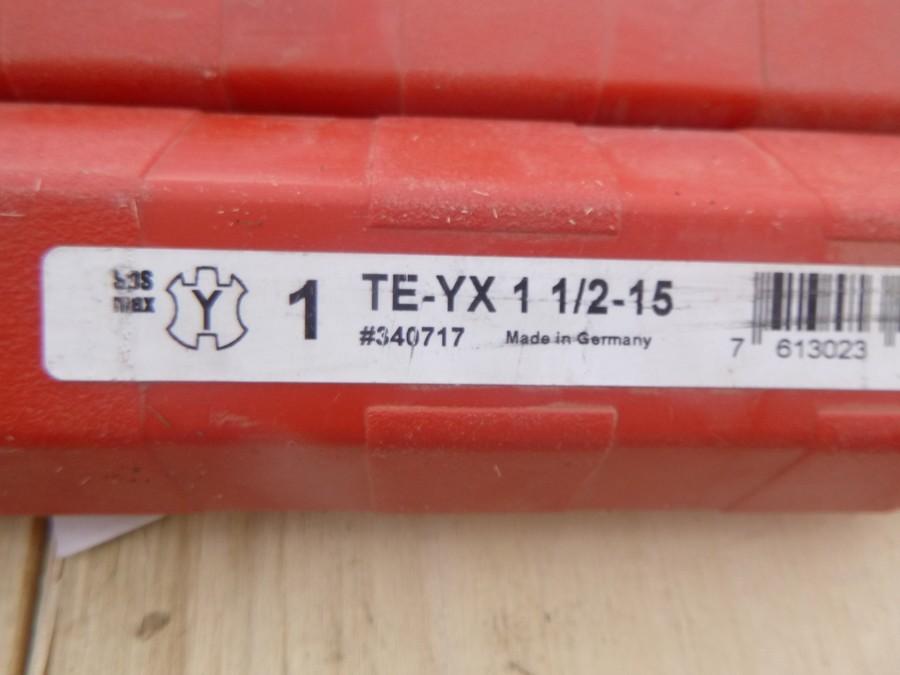 sds
max
Y
1
TE-YX 1 1/2-15
#340717 Made in Germany
7 613023